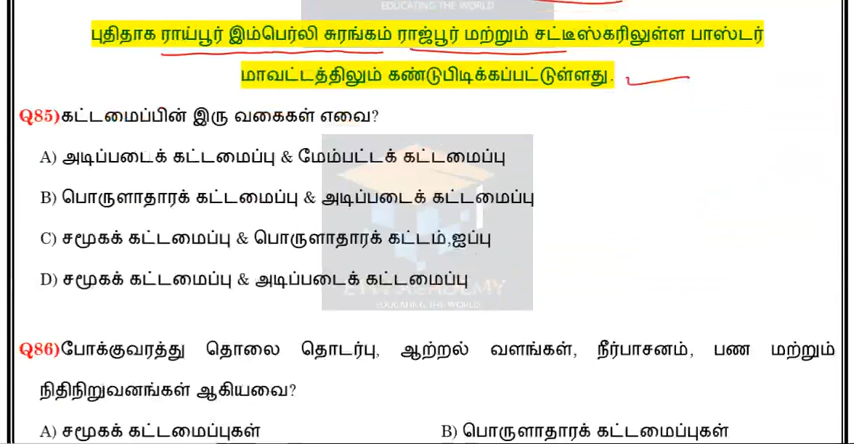 EDUCATING THE WORLD
புதிதாக ராய்பூர் இம்பெர்லி சுரங்கம் ராஜ்பூர் மற்றும் சட்டீஸ்கரிலுள்ள பாஸ்டர்
மாவட்டத்திலும் கண்டுபிடிக்கப்பட்டுள்ளது.
Q85)கட்டமைப்பின் இரு வகைகள் எவை?
A) அடிப்படைக் கட்டமைப்பு & மேம்பட்டக் கட்டமைப்பு
B) பொருளாதாரக் கட்டமைப்பு & அடிப்படைக் கட்டமைப்பு
C) சமூகக் கட்டமைப்பு & பொருளாதாரக் கட்டம்,ஐப்பு
D) சமூகக் கட்டமைப்பு & அடிப்படைக் கட்டமைப்பு
EDUCATING THE WORLD
Q86)போக்குவரத்து தொலை தொடர்பு, ஆற்றல் வளங்கள், நீர்பாசனம், பண மற்றும்
நிதிநிறுவனங்கள் ஆகியவை?
A) சமூகக் கட்டமைப்புகள் B) பொருளாதாரக் கட்டமைப்புகள்